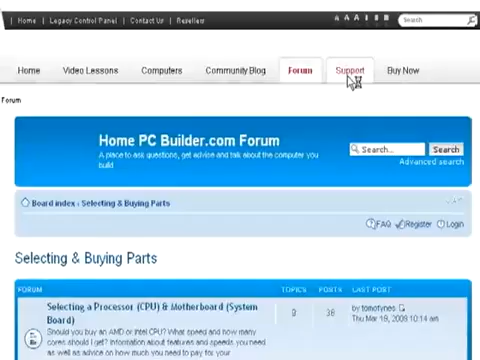 Home | Legacy Control Panel | Contact Us | Resellers
A A A
Search
Home Video Lessons Computers Community Blog Forum Support Buy Now
Forum
Home PC Builder.com Forum
A place to ask questions, get advice and talk about the computer you
build
Search... Search
Advanced search
Board index ‹ Selecting & Buying Parts
FAQ Register Login
Selecting & Buying Parts
FORUM TOPICS POSTS LAST POST
Selecting a Processor (CPU) & Motherboard (System
Board)
Should you buy an AMD or Intel CPU? What speed and how many
cores should I get? Information about features and speeds you need
as well as advice on how much you need to pay for your
by tomotynes
Thu Mar 19, 2009 10:14 am